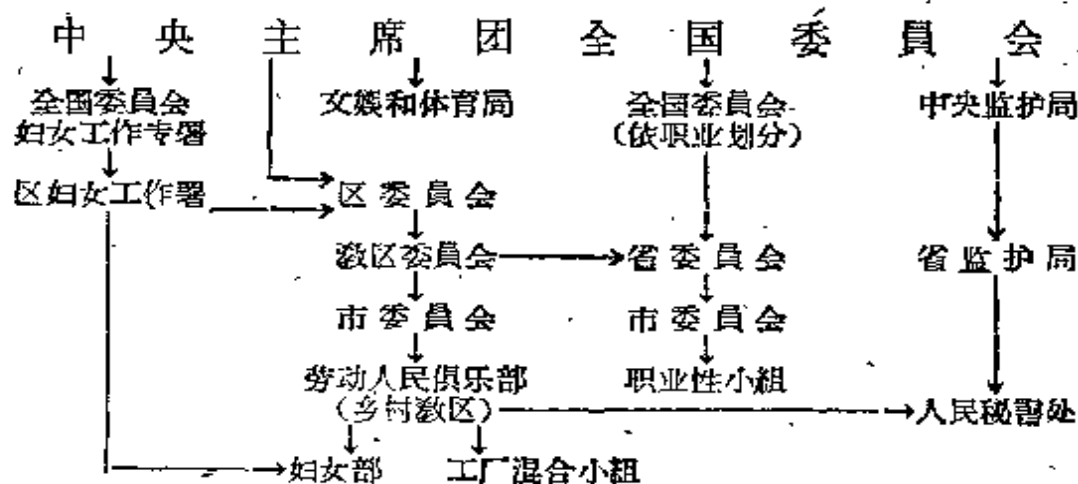 中央主席团全国委員会
全国委員会
妇女工作专署
文娱和体育局
全国委員会
(依职业划分)
中央监护局
区妇女工作署
区委員会
教区委員会
省委員会
省监护局
市委員会
市委員会
劳动人民俱乐部
(乡村教区)
职业性小組
人民秘書处
妇女部
工厂混合小組